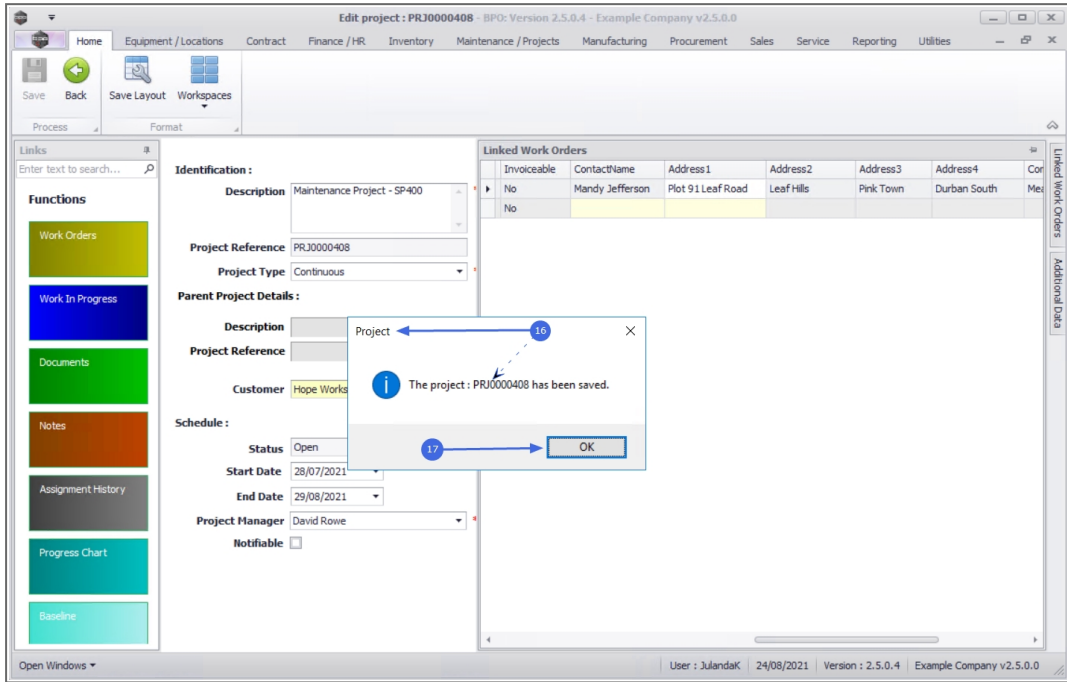 Edit project : PRJ0000408 - BPO: Version 2.5.0.4 - Example Company v2.5.0.0
Home Equipment / Locations Contract Finance / HR Inventory Maintenance / Projects Manufacturing Procurement Sales Service Reporting Utilities
Save Back Save Layout Workspaces
Process Format
Links
Enter text to search...
Functions
Work Orders
Work In Progress
Documents
Notes
Assignment History
Progress Chart
Baseline
Identification :
Description Maintenance Project - SP400 *
Project Reference PRJ0000408
Project Type Continuous *
Parent Project Details :
Description
Project Reference
Customer Hope Works
Schedule :
Status Open
Start Date 28/07/2021
End Date 29/08/2021
Project Manager David Rowe *
Notifiable
Linked Work Orders
Invoiceable ContactName Address1 Address2 Address3 Address4 Cor
No Mandy Jefferson Plot 91 Leaf Road Leaf Hills Pink Town Durban South Mea
No
Linked Work Orders
Additional Data
Project 16
The project : PRJ0000408 has been saved.
17 OK
Open Windows User : JulandaK 24/08/2021 Version : 2.5.0.4 Example Company v2.5.0.0